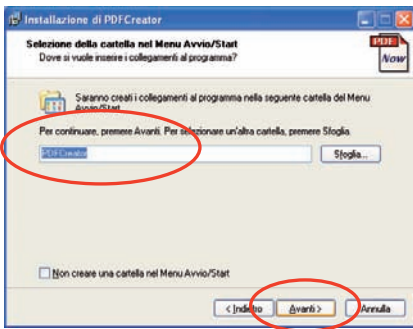 Installazione di PDFCreator
Selezione della cartella nel Menu Avvio/Start
Dove si vuole inserire i collegamenti al programma?
PDF
Now
Saranno creati i collegamenti al programma nella seguente cartella del Menu
Avvio/Start.
Per continuare, premere Avanti. Per selezionare un'altra cartella, premere Sfoglia.
PDFCreator
Sfoglia...
Non creare una cartella nel Menu Avvio/Start
< Indietro
Avanti >
Annulla